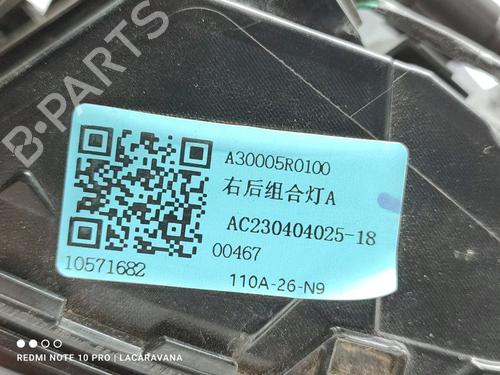 B-PARTS
A30005R0100
右后组合灯A
AC230404025-18
00467
10571682
110A-26-N9
REDMI NOTE 10 PRO | LACARAVANA